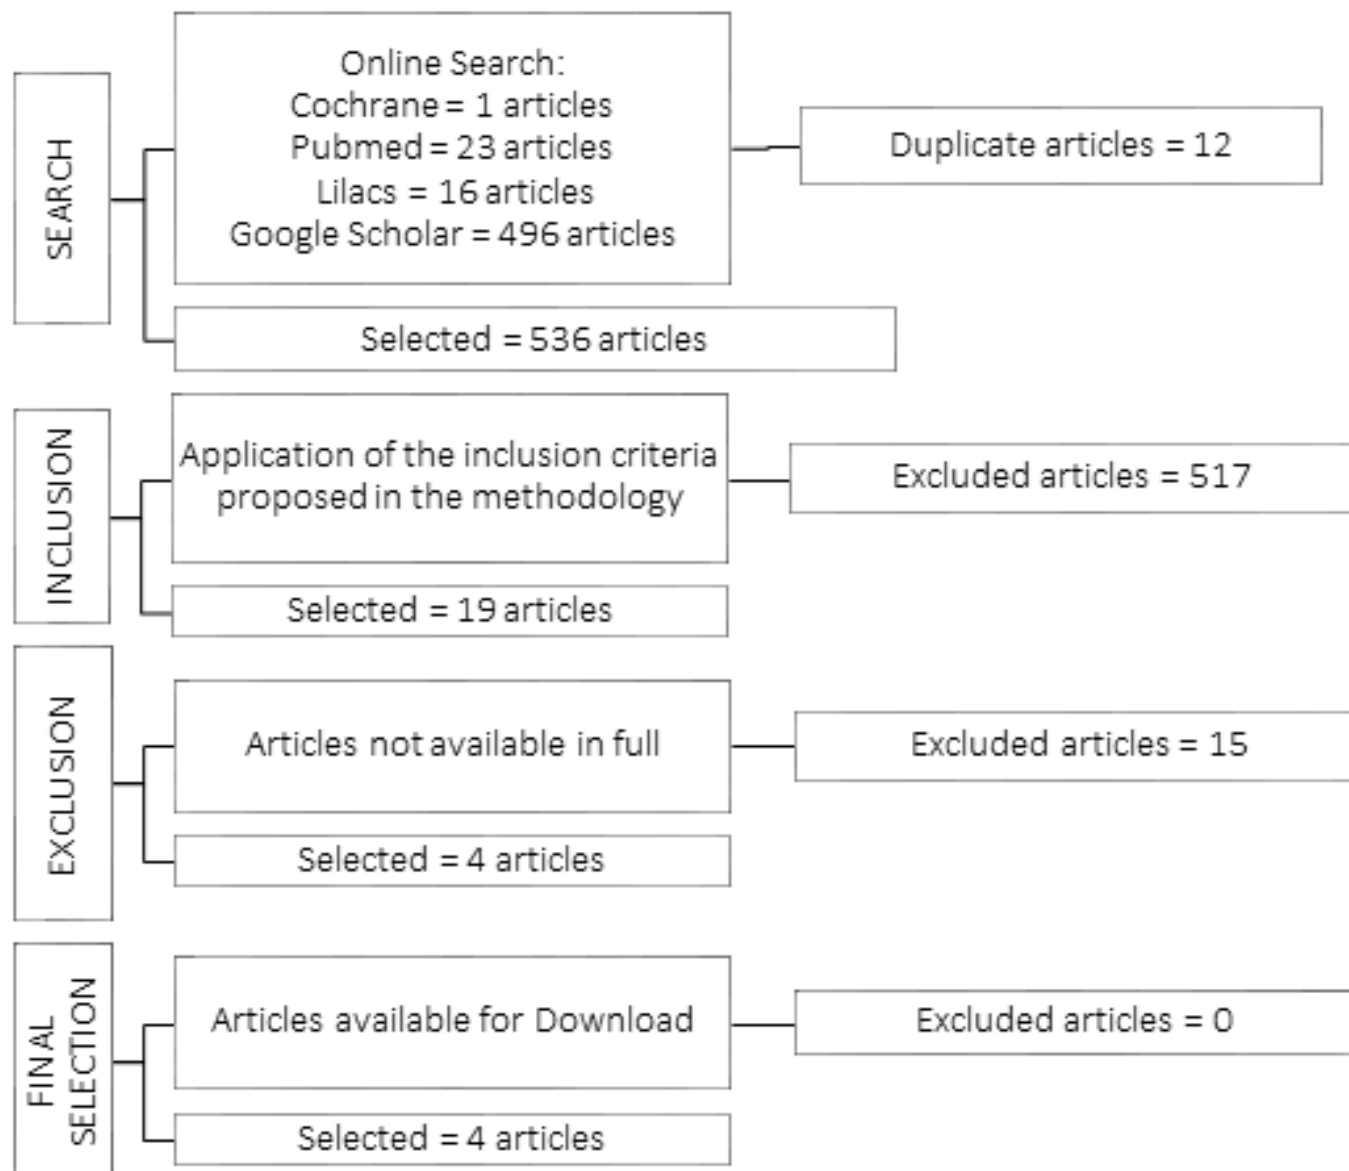 SEARCH
Online Search:
Cochrane = 1 articles
Pubmed = 23 articles
Lilacs = 16 articles
Google Scholar = 496 articles
Duplicate articles = 12
Selected = 536 articles
INCLUSION
Application of the inclusion criteria
proposed in the methodology
Excluded articles = 517
Selected = 19 articles
EXCLUSION
Articles not available in full
Excluded articles = 15
Selected = 4 articles
FINAL
SELECTION
Articles available for Download
Excluded articles = 0
Selected = 4 articles